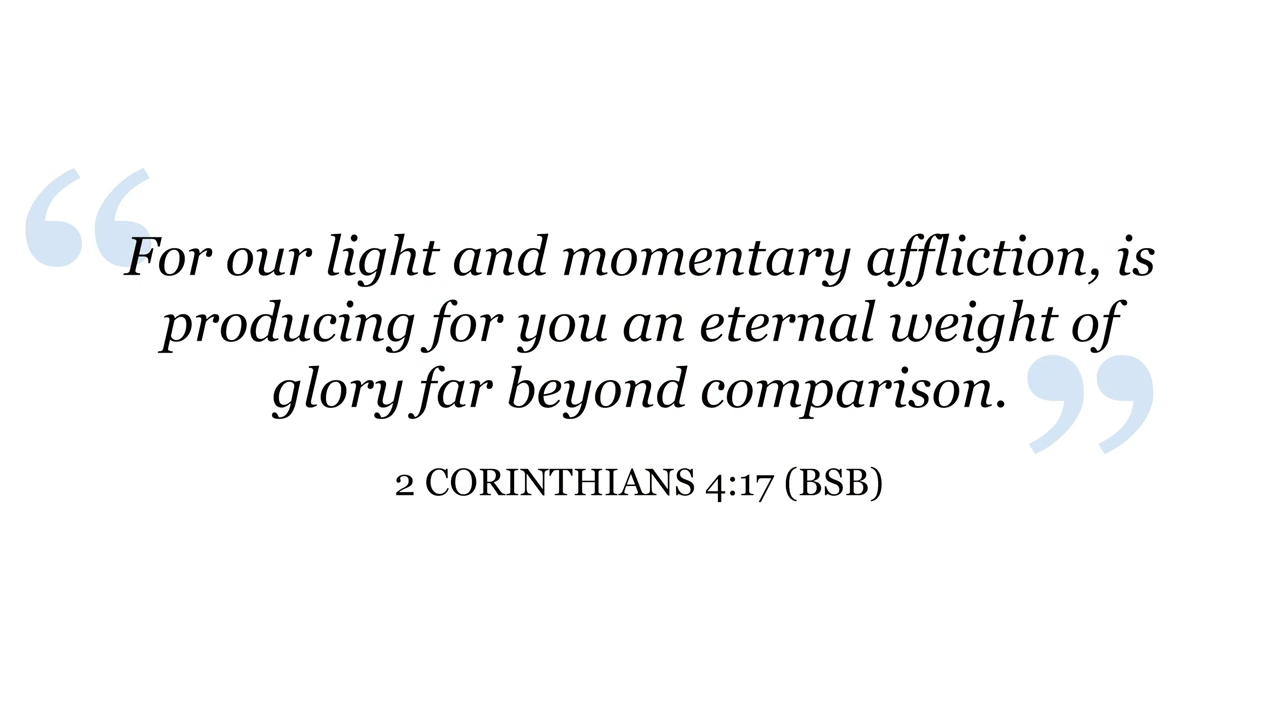 “For our light and momentary affliction, is
producing for you an eternal weight of
glory far beyond comparison.”
2 CORINTHIANS 4:17 (BSB)